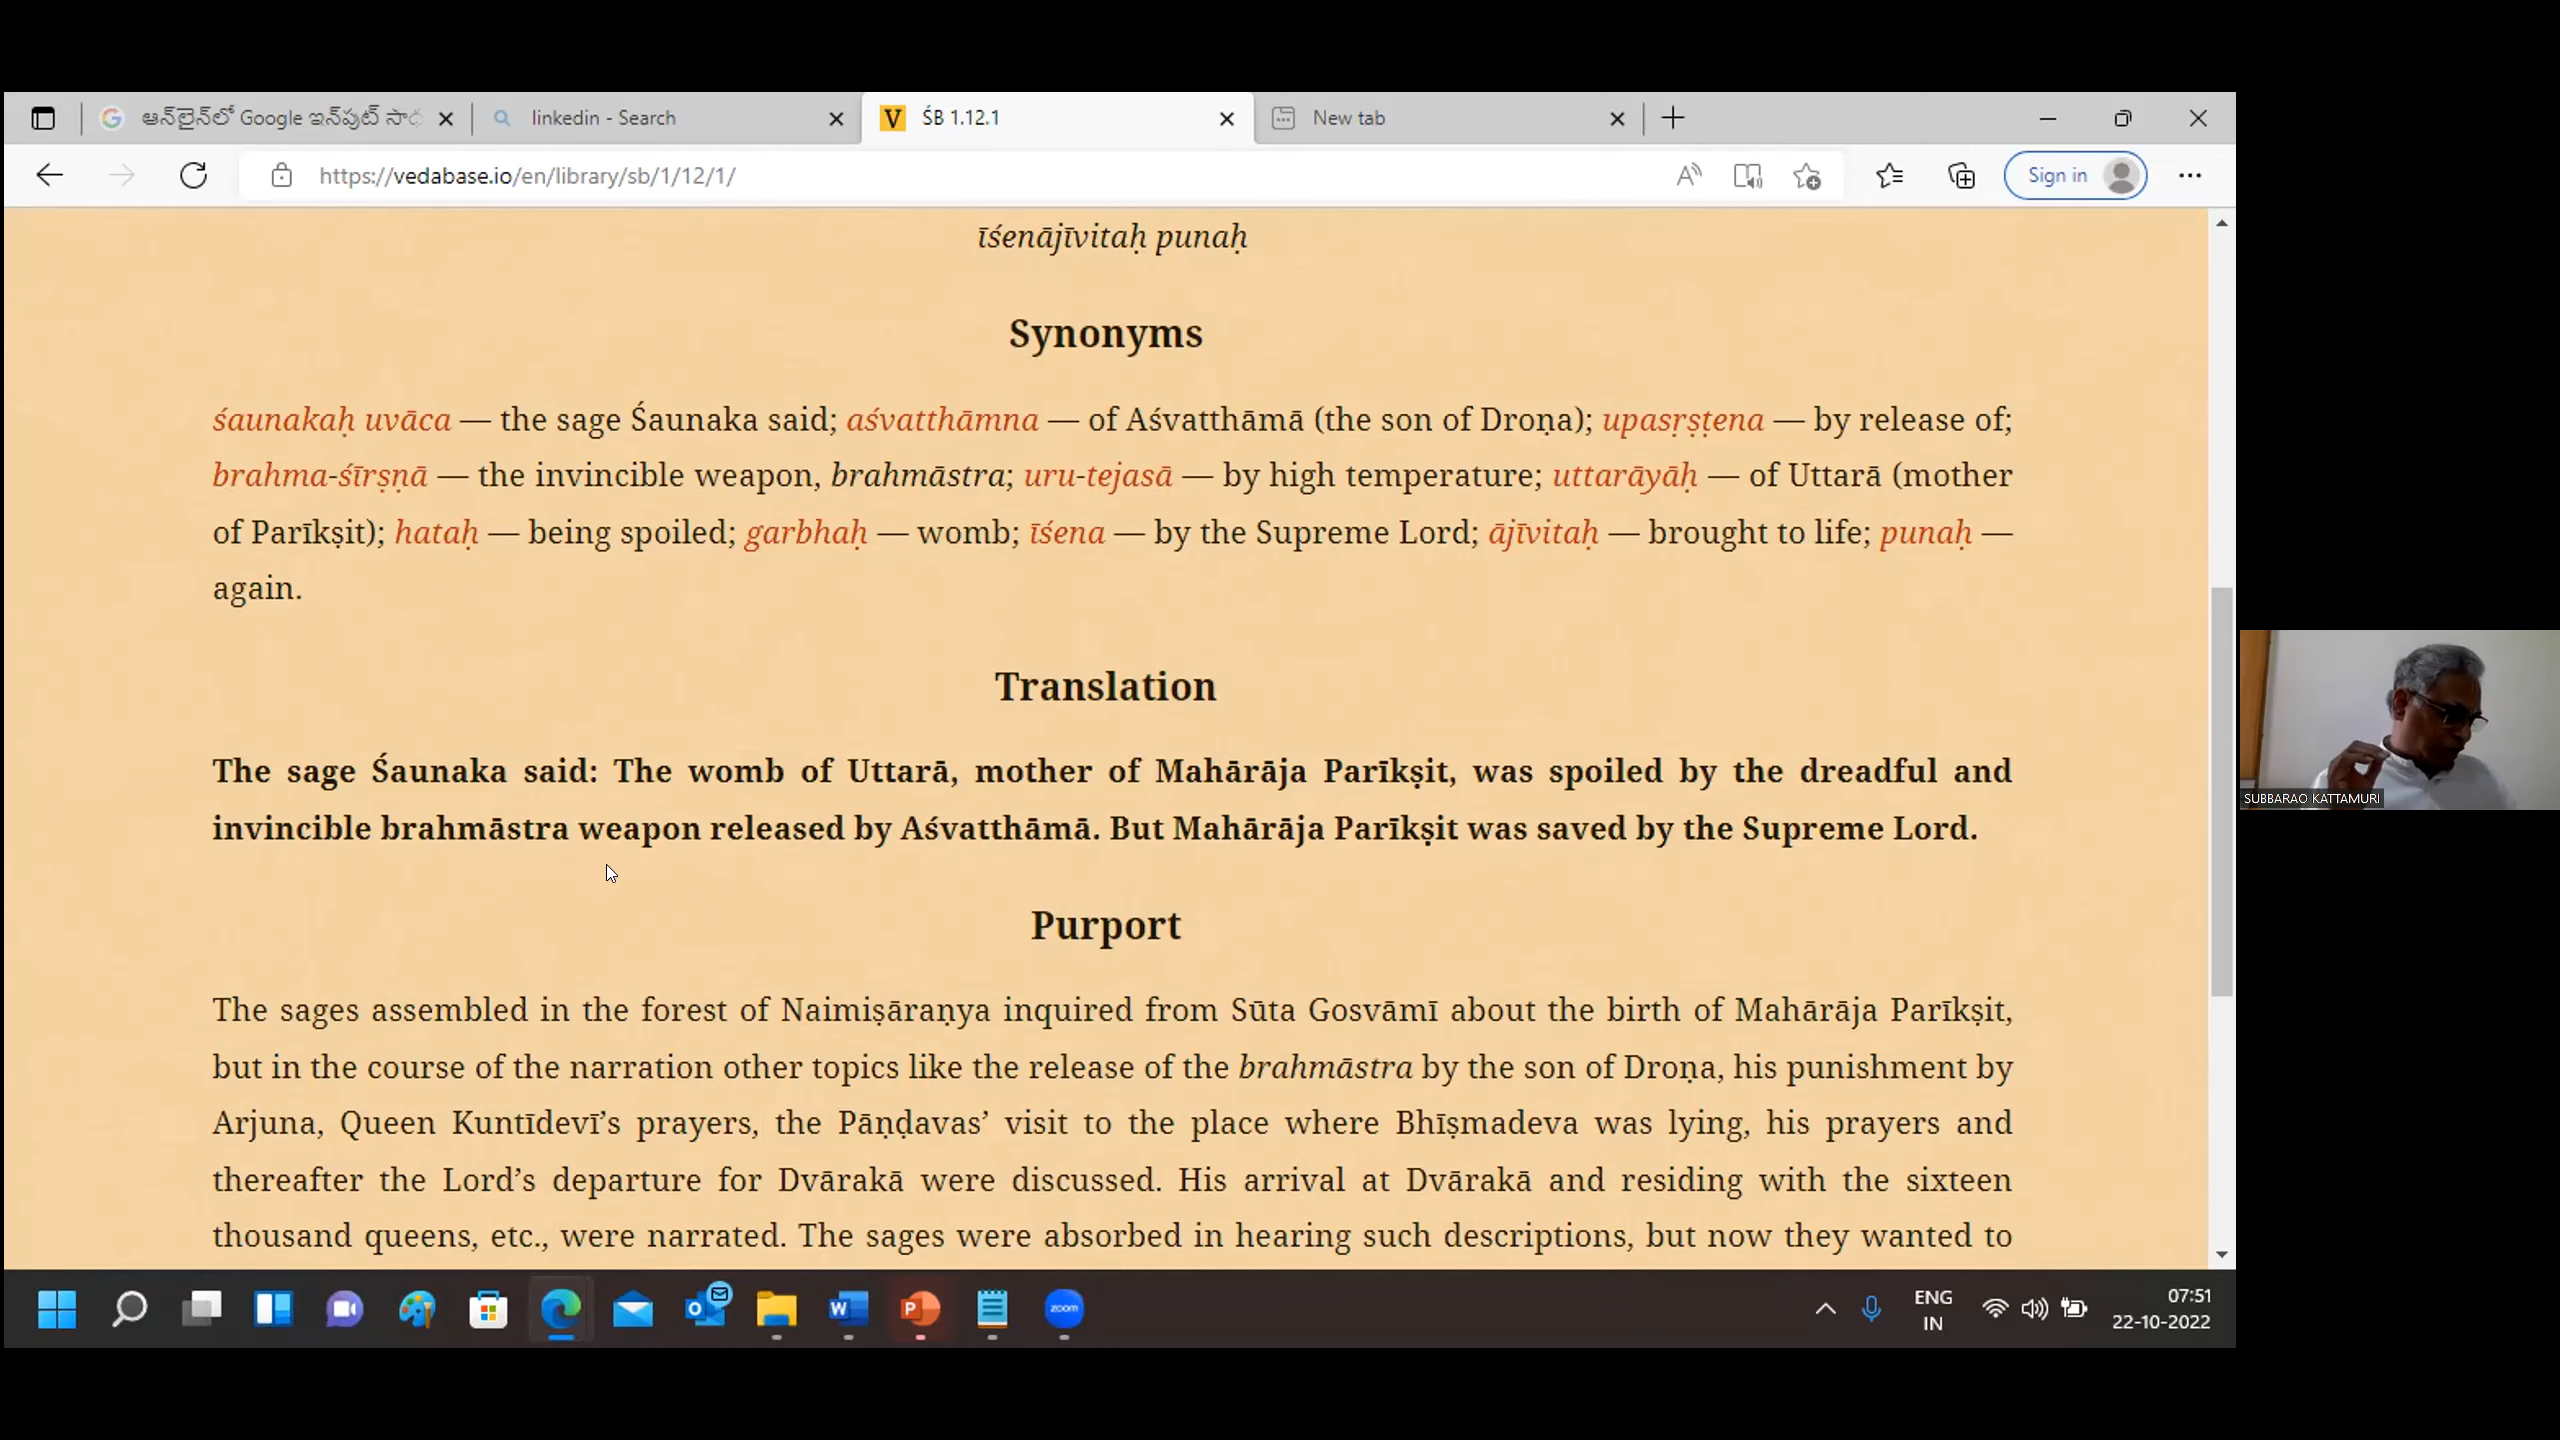 ఆన్‌లైన్‌లో Google ఇన్‌పుట్ సాధ
linkedin - Search
ŚB 1.12.1
New tab
https://vedabase.io/en/library/sb/1/12/1/
Sign in
īśenājīvitaḥ punaḥ
Synonyms
śaunakaḥ uvāca — the sage Śaunaka said; aśvatthāmna — of Aśvatthāmā (the son of Droṇa); upasṛṣṭena — by release of;
brahma-śīrṣṇā — the invincible weapon, brahmāstra; uru-tejasā — by high temperature; uttarāyāḥ — of Uttarā (mother
of Parīkṣit); hataḥ — being spoiled; garbhaḥ — womb; īśena — by the Supreme Lord; ājīvitaḥ — brought to life; punaḥ —
again.
Translation
The sage Śaunaka said: The womb of Uttarā, mother of Mahārāja Parīkṣit, was spoiled by the dreadful and
invincible brahmāstra weapon released by Aśvatthāmā. But Mahārāja Parīkṣit was saved by the Supreme Lord.
SUBBARAO KATTAMURI
Purport
The sages assembled in the forest of Naimiṣāraṇya inquired from Sūta Gosvāmī about the birth of Mahārāja Parīkṣit,
but in the course of the narration other topics like the release of the brahmāstra by the son of Droṇa, his punishment by
Arjuna, Queen Kuntīdevī’s prayers, the Pāṇḍavas’ visit to the place where Bhīṣmadeva was lying, his prayers and
thereafter the Lord’s departure for Dvārakā were discussed. His arrival at Dvārakā and residing with the sixteen
thousand queens, etc., were narrated. The sages were absorbed in hearing such descriptions, but now they wanted to
zoom
ENG
IN
07:51
22-10-2022